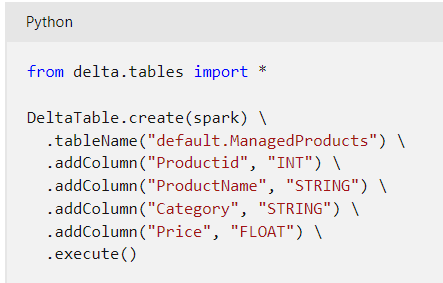 Python
from delta.tables import *
DeltaTable.create(spark) \
  .tableName("default.ManagedProducts") \
  .addColumn("Productid", "INT") \
  .addColumn("ProductName", "STRING") \
  .addColumn("Category", "STRING") \
  .addColumn("Price", "FLOAT") \
  .execute()